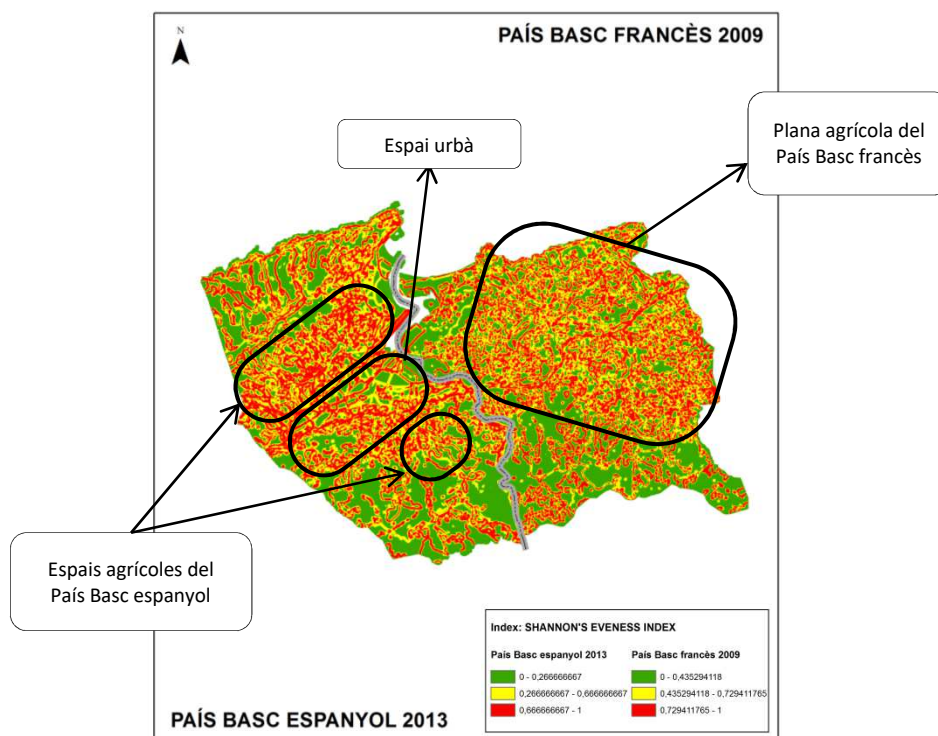 PAÍS BASC FRANCÈS 2009
N
Espai urbà
Plana agrícola del
País Basc francès
Espais agrícoles del
País Basc espanyol
PAÍS BASC ESPANYOL 2013
Index: SHANNON'S EVENESS INDEX
País Basc espanyol 2013 País Basc francès 2009
0 - 0,266666667 0 - 0,435294118
0,266666667 - 0,666666667 0,435294118 - 0,729411765
0,666666667 - 1 0,729411765 - 1